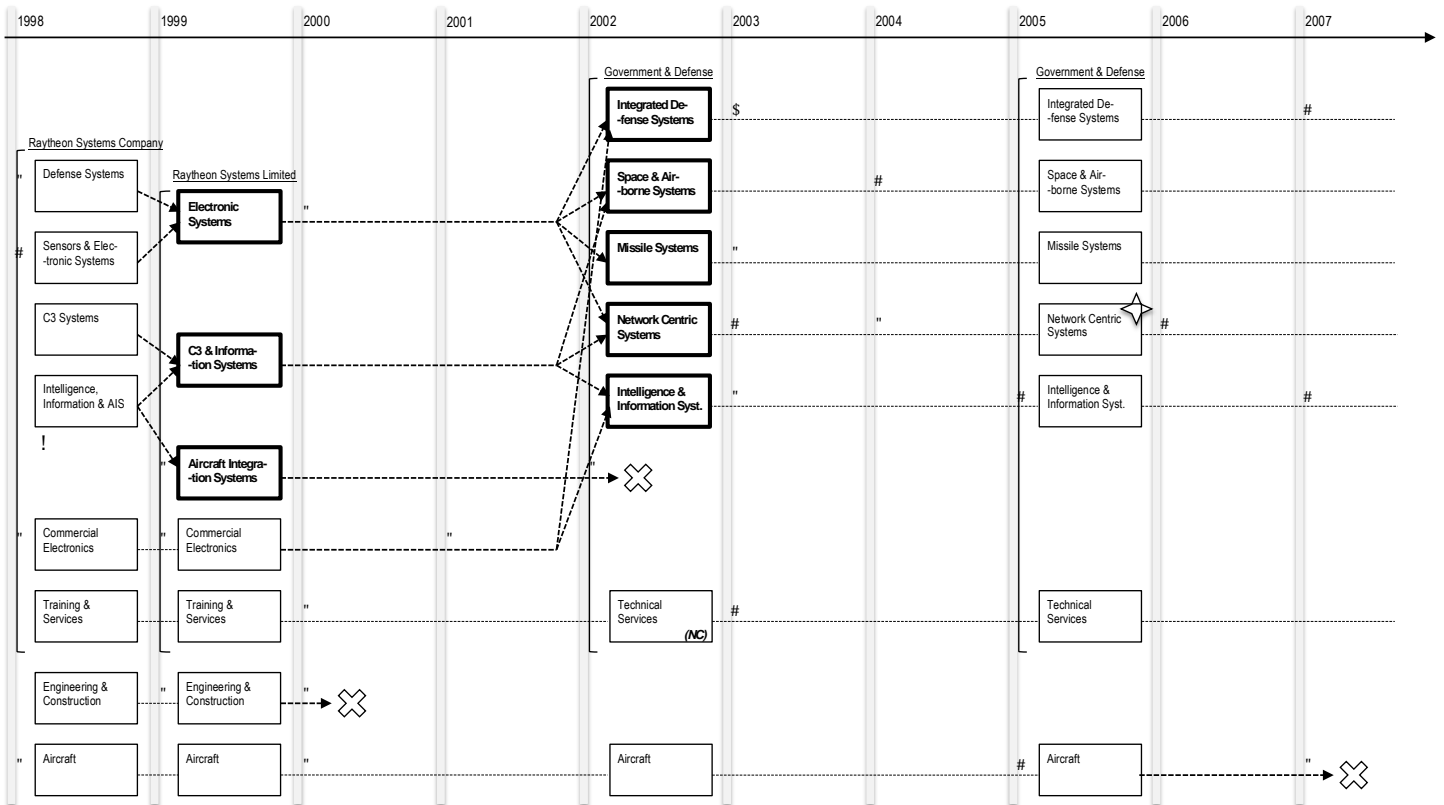 1998 1999 2000 2001 2002 2003 2004 2005 2006 2007
Government & Defense Government & Defense
Integrated De-
-fense Systems
$
Integrated De-
-fense Systems
#
Raytheon Systems Company
Defense Systems
"
Raytheon Systems Limited
Electronic
Systems
"
Space & Air-
-borne Systems
#
Space & Air-
-borne Systems
#
Sensors & Elec-
-tronic Systems
Missile Systems
"
Missile Systems
C3 Systems
C3 & Informa-
-tion Systems
Network Centric
Systems
#
"
Network Centric
Systems
#
Intelligence,
Information & AIS
!
Intelligence &
Information Syst.
"
#
Intelligence &
Information Syst.
#
"
Aircraft Integra-
-tion Systems
"
"
Commercial
Electronics
"
Commercial
Electronics
"
Training &
Services
Training &
Services
"
Technical
Services
(NC)
#
Technical
Services
Engineering &
Construction
"
Engineering &
Construction
"
"
Aircraft
Aircraft
"
Aircraft
#
Aircraft
"